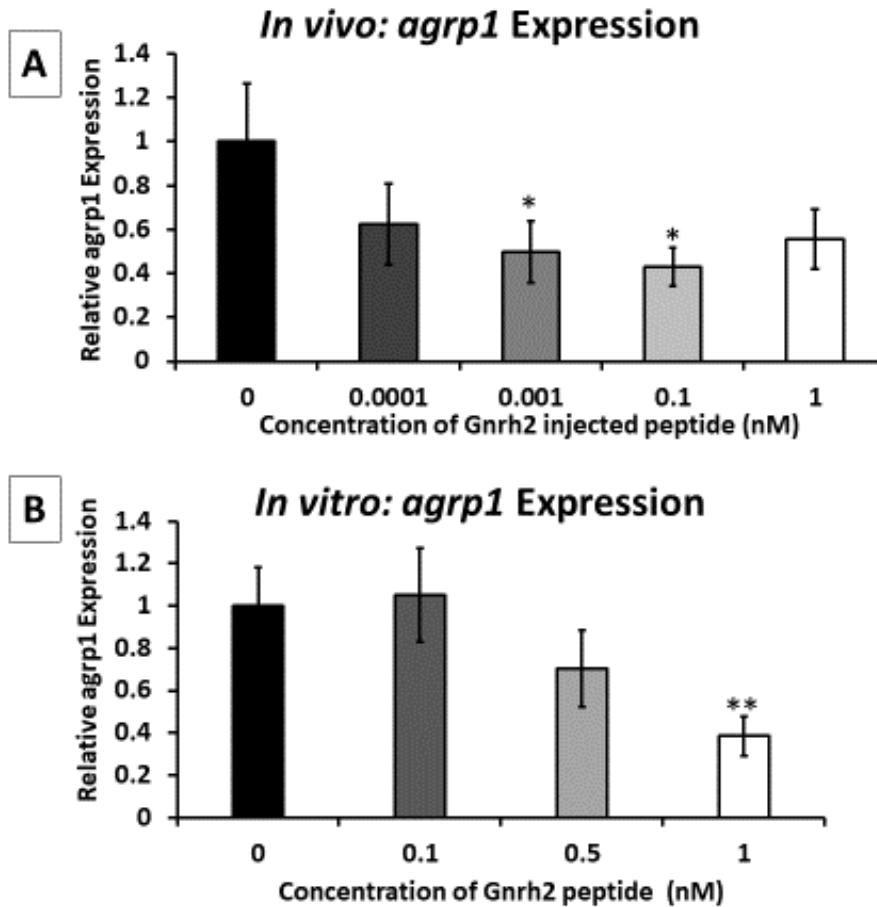 A
In vivo: agrp1 Expression
Relative agrp1 Expression
1.4
1.2
1
0.8
0.6
0.4
0.2
0
*
*
0 0.0001 0.001 0.1 1
Concentration of Gnrh2 injected peptide (nM)
B
In vitro: agrp1 Expression
Relative agrp1 Expression
1.4
1.2
1
0.8
0.6
0.4
0.2
0
**
0 0.1 0.5 1
Concentration of Gnrh2 peptide (nM)